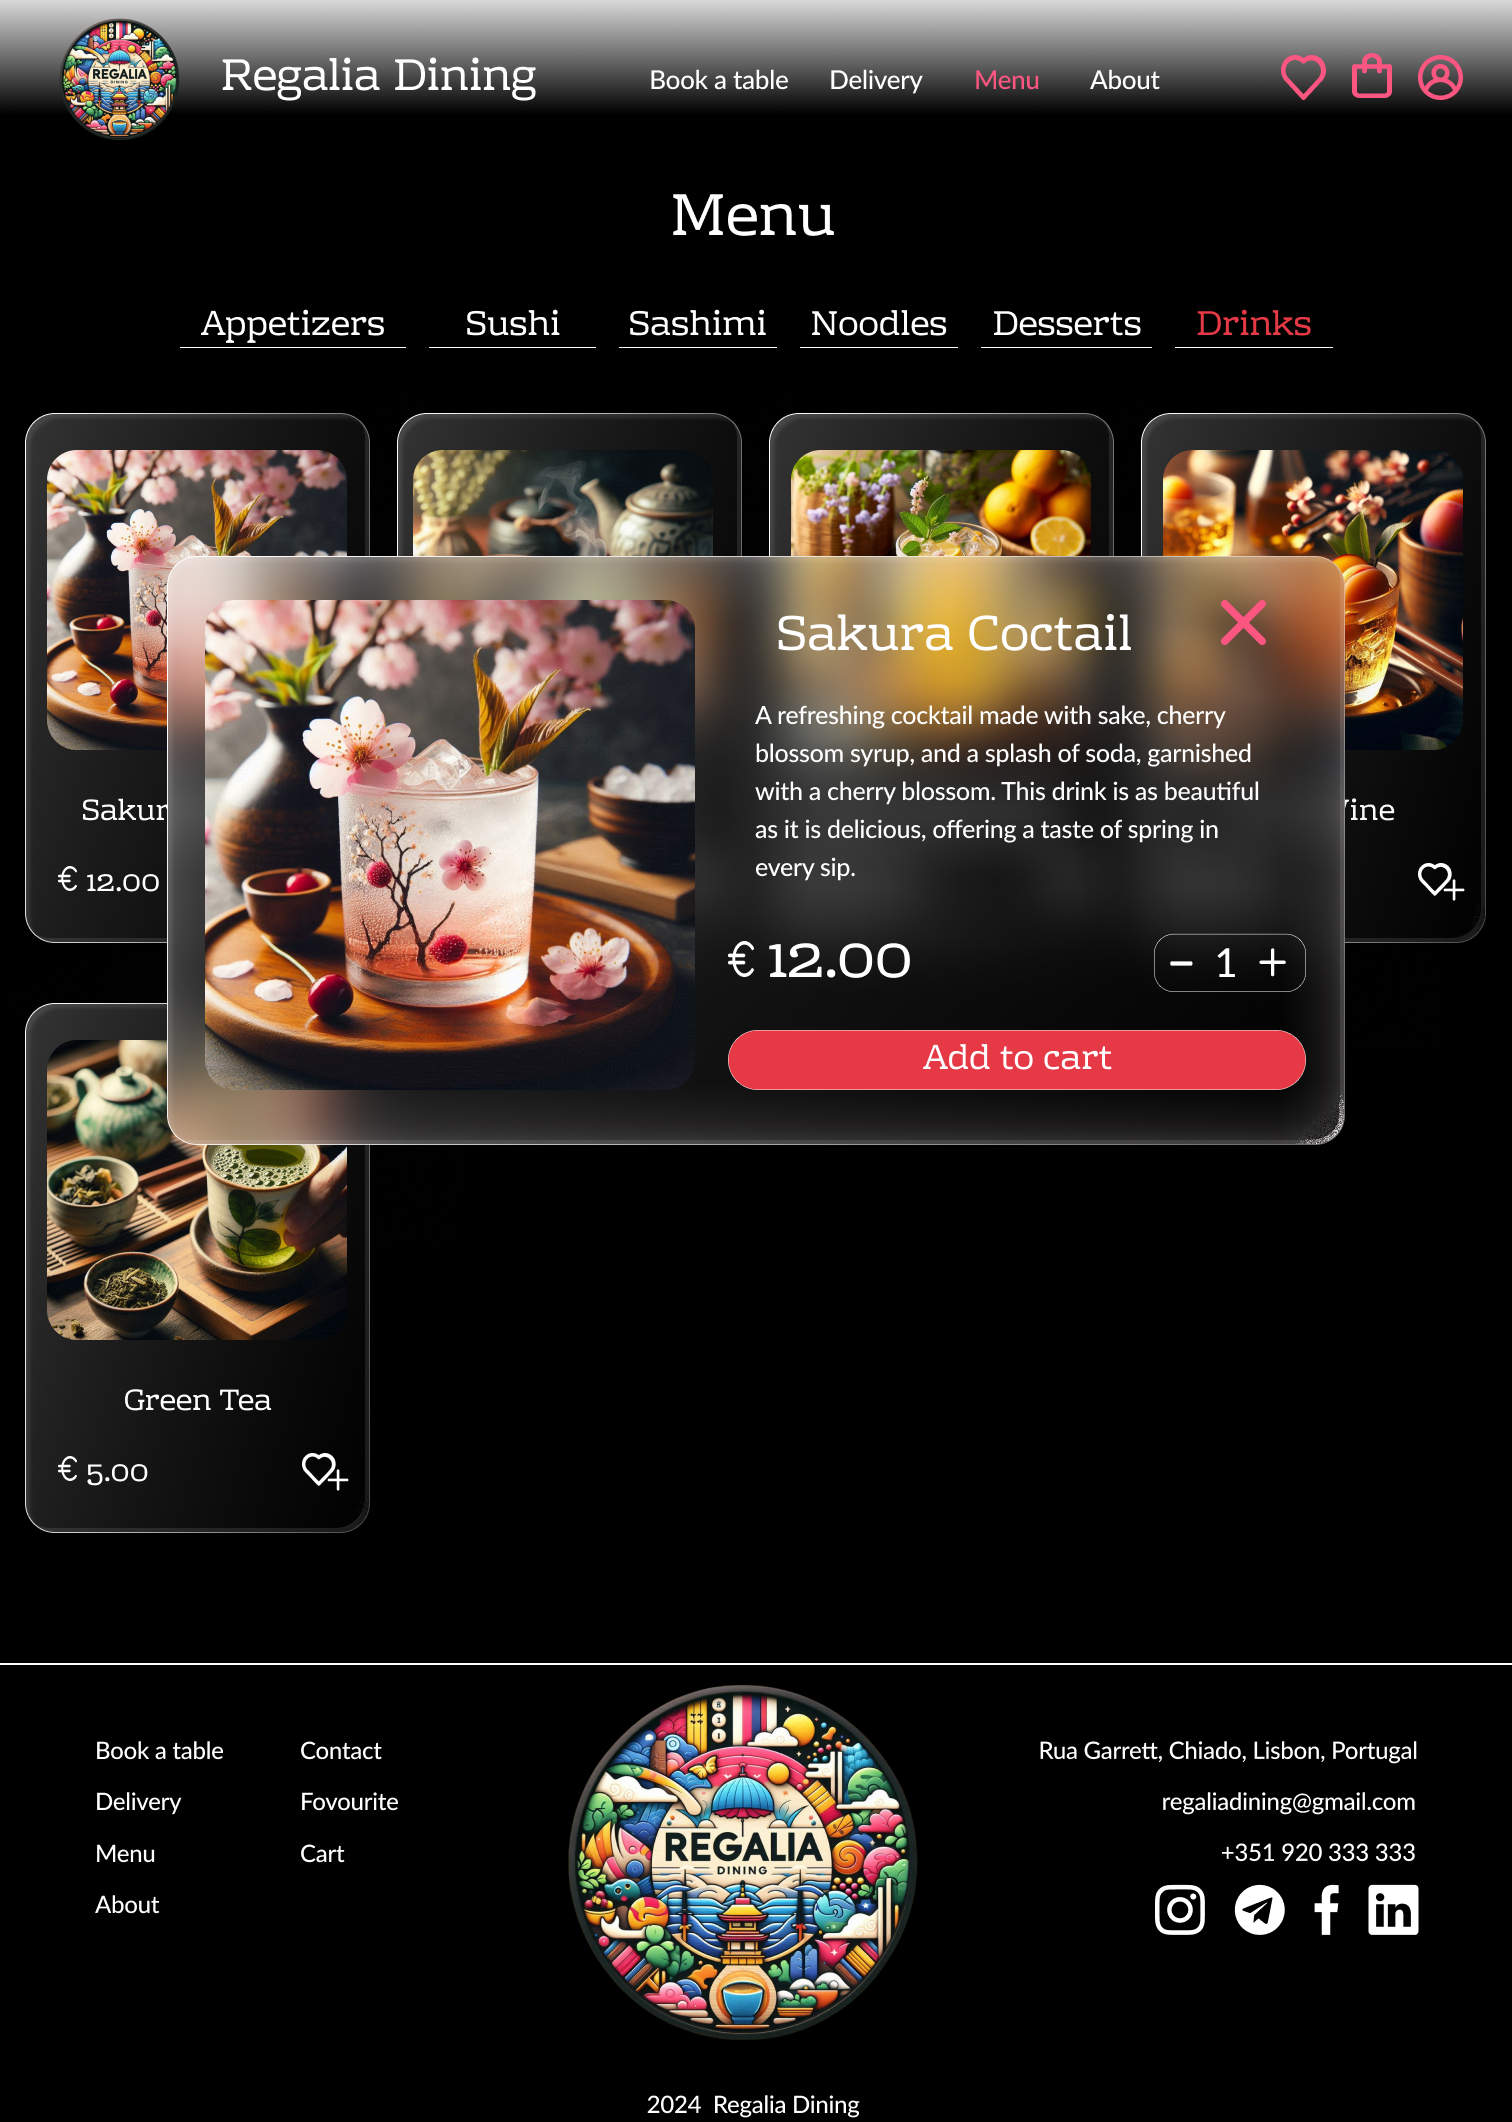 REGALIA
DINING
Regalia Dining
Book a table
Delivery
Menu
About
Menu
Appetizers
Sushi
Sashimi
Noodles
Desserts
Drinks
Sakura Coctail
A refreshing cocktail made with sake, cherry
blossom syrup, and a splash of soda, garnished
with a cherry blossom. This drink is as beautiful
as it is delicious, offering a taste of spring in
every sip.
€ 12.00
1
Add to cart
€ 12.00
Green Tea
€ 5.00
Book a table
Delivery
Menu
About
Contact
Fovourite
Cart
REGALIA
DINING
Rua Garrett, Chiado, Lisbon, Portugal
regaliadining@gmail.com
+351 920 333 333
2024 Regalia Dining